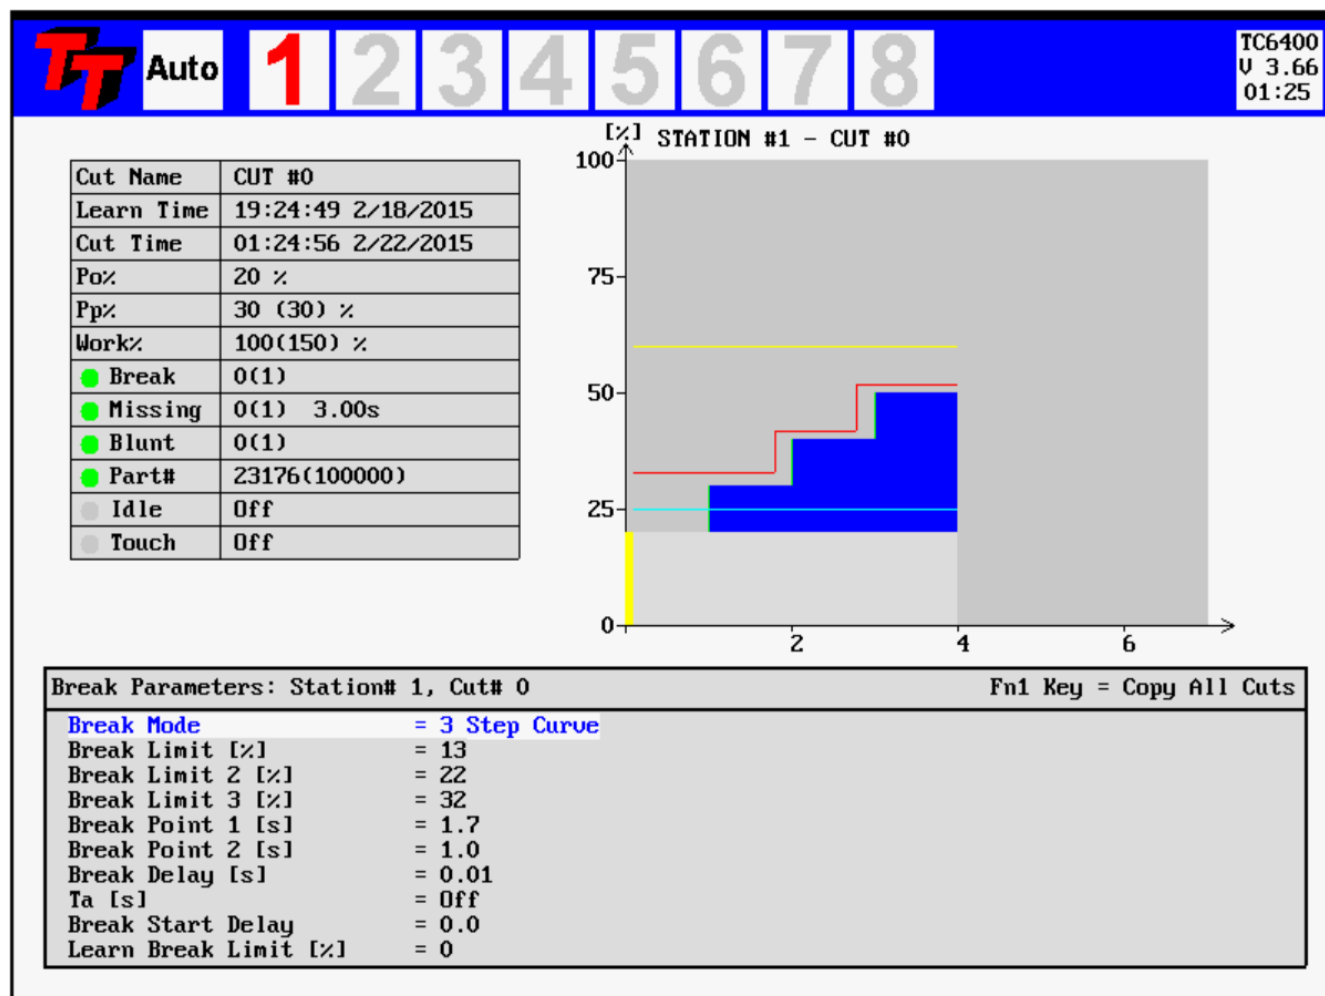 TT Auto 1 2 3 4 5 6 7 8
TC6400
V 3.66
01:25
Cut Name CUT #0
Learn Time 19:24:49 2/18/2015
Cut Time 01:24:56 2/22/2015
Po% 20 %
Pp% 30 (30) %
Work% 100(150) %
Break 0(1)
Missing 0(1) 3.00s
Blunt 0(1)
Part# 23176(100000)
Idle Off
Touch Off
[%] STATION #1 - CUT #0
100
75
50
25
0
2 4 6
Break Parameters: Station# 1, Cut# 0 Fn1 Key = Copy All Cuts
Break Mode = 3 Step Curve
Break Limit [%] = 13
Break Limit 2 [%] = 22
Break Limit 3 [%] = 32
Break Point 1 [s] = 1.7
Break Point 2 [s] = 1.0
Break Delay [s] = 0.01
Ta [s] = Off
Break Start Delay = 0.0
Learn Break Limit [%] = 0